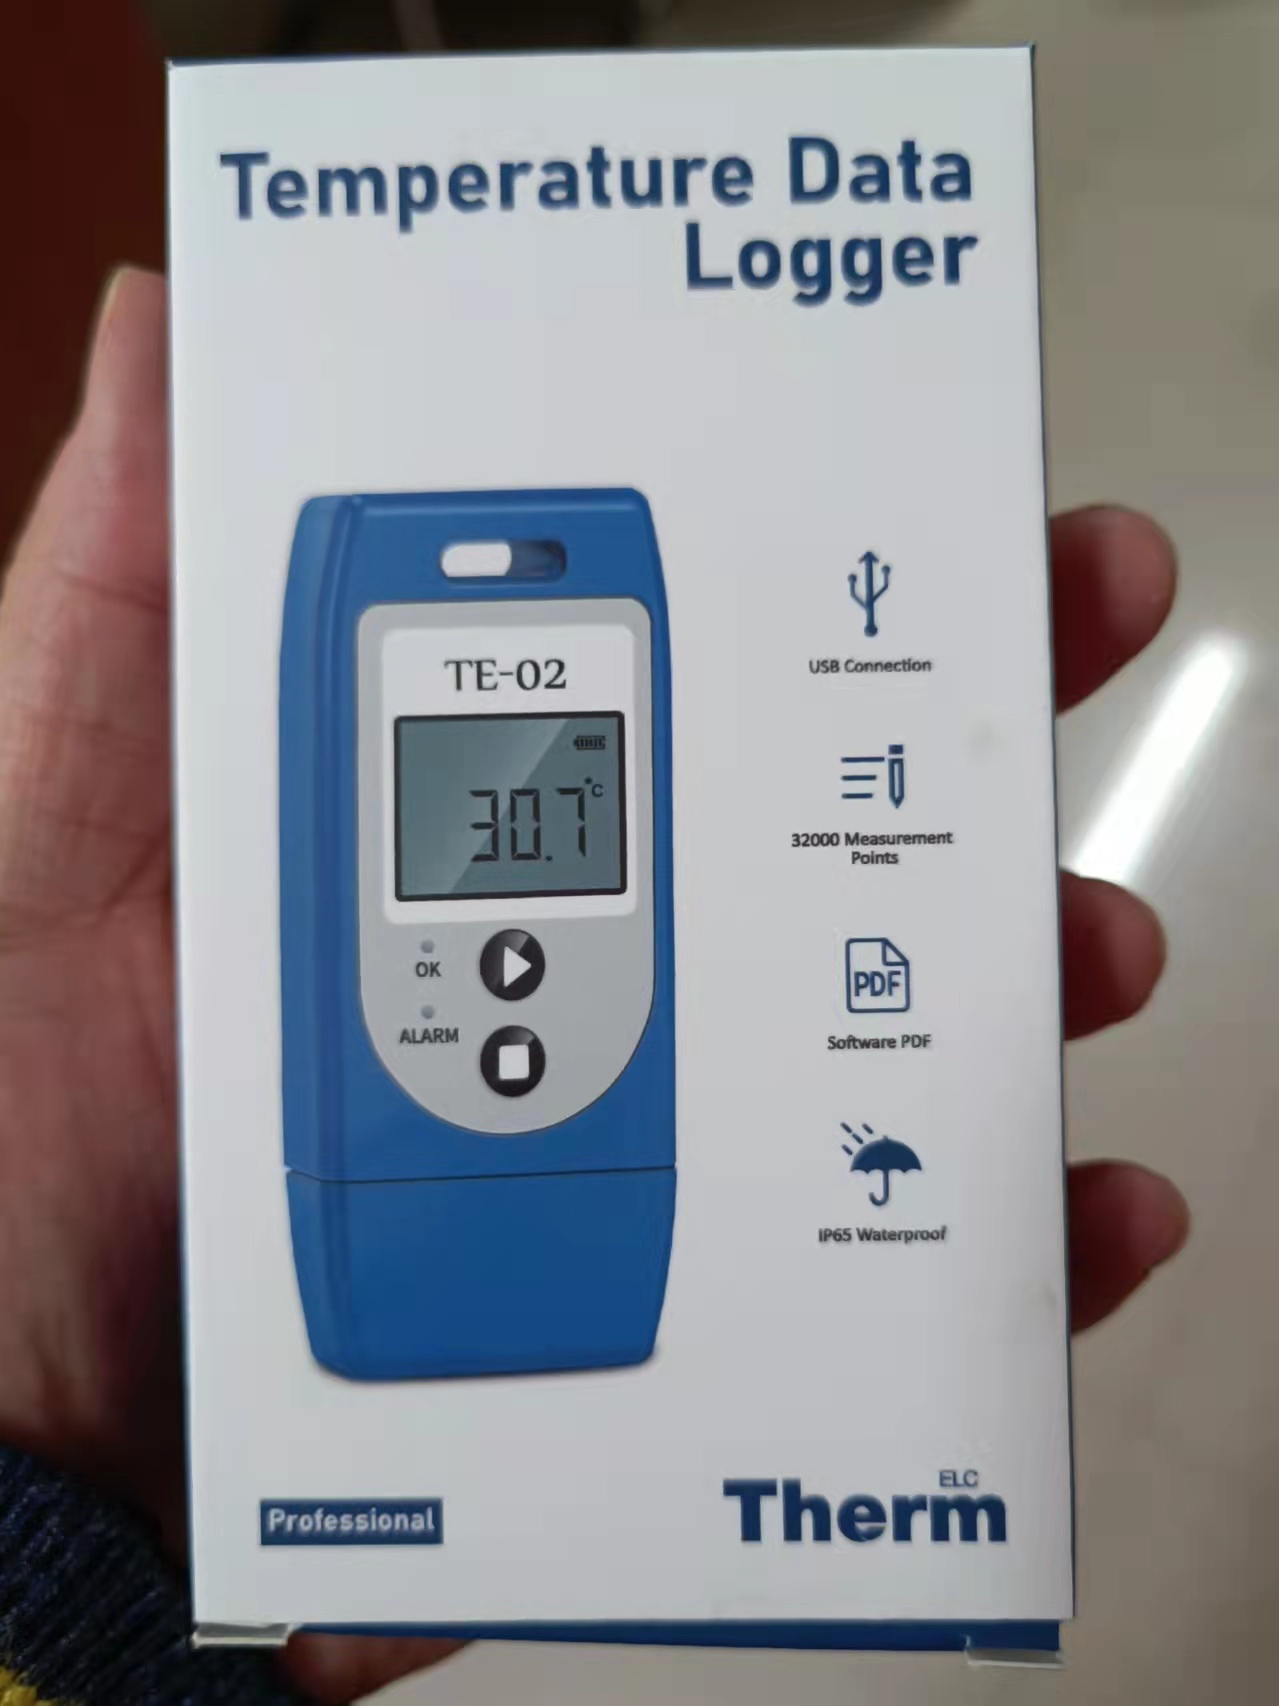 Temperature Data
Logger
TE-02
30.7°C
OK
ALARM
USB Connection
32000 Measurement
Points
PDF
Software PDF
IP65 Waterproof
Professional
ELC
Therm